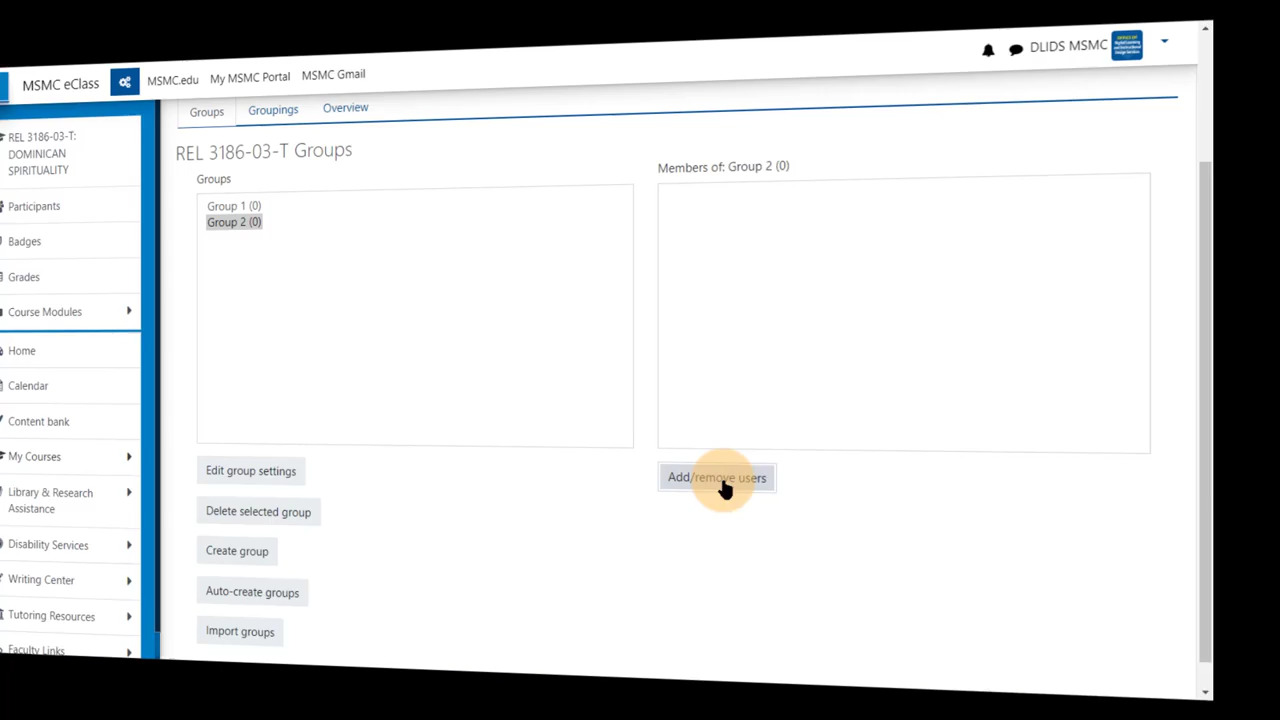 MSMC eClass
MSMC.edu
My MSMC Portal
MSMC Gmail
DLIDS MSMC
REL 3186-03-T:
DOMINICAN
SPIRITUALITY
Participants
Badges
Grades
Course Modules
Home
Calendar
Content bank
My Courses
Library & Research
Assistance
Disability Services
Writing Center
Tutoring Resources
Faculty Links
Groups
Groupings
Overview
REL 3186-03-T Groups
Groups
Group 1 (0)
Group 2 (0)
Edit group settings
Delete selected group
Create group
Auto-create groups
Import groups
Members of: Group 2 (0)
Add/remove users